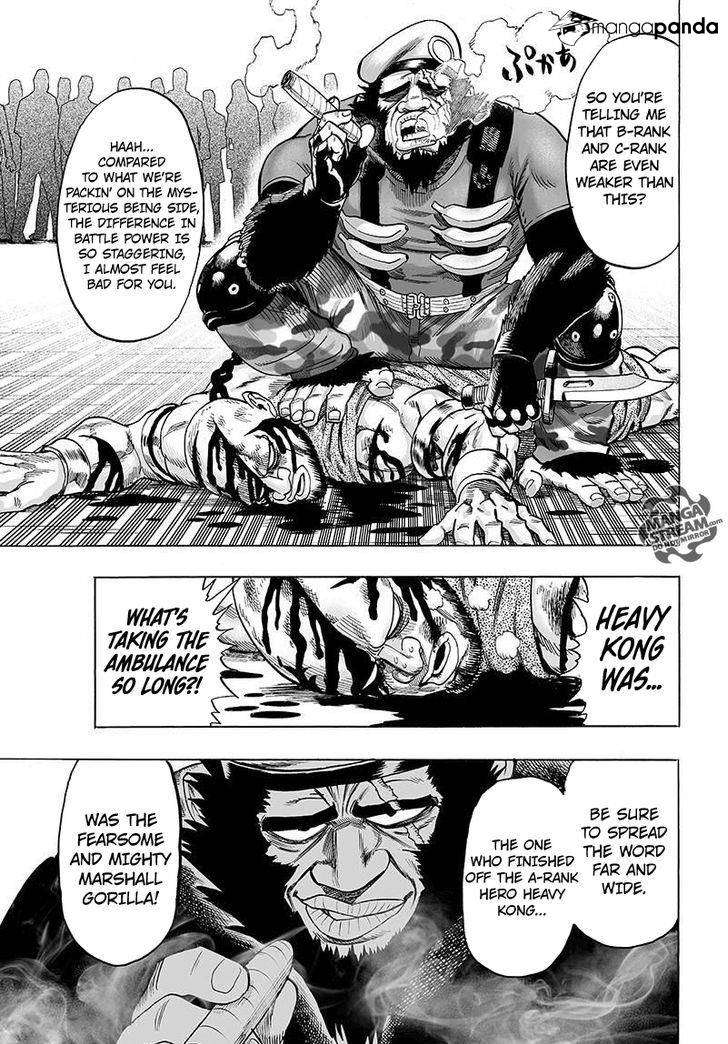 mangapanda
ぷかあ
SO YOU'RE
TELLING ME
THAT B-RANK
AND C-RANK
ARE EVEN
WEAKER THAN
THIS?
HAAH...
COMPARED
TO WHAT WE'RE
PACKIN' ON THE MYS-
TERIOUS BEING SIDE,
THE DIFFERENCE IN
BATTLE POWER IS
SO STAGGERING,
I ALMOST FEEL
BAD FOR YOU.
MANGA
STREAM.com
DO NOT MIRROR
HEAVY
KONG
WAS...
WHAT'S
TAKING THE
AMBULANCE
SO LONG?!
BE SURE
TO SPREAD
THE WORD
FAR AND
WIDE.
THE ONE
WHO FINISHED
OFF THE A-RANK
HERO HEAVY
KONG...
WAS THE
FEARSOME
AND MIGHTY
MARSHALL
GORILLA!